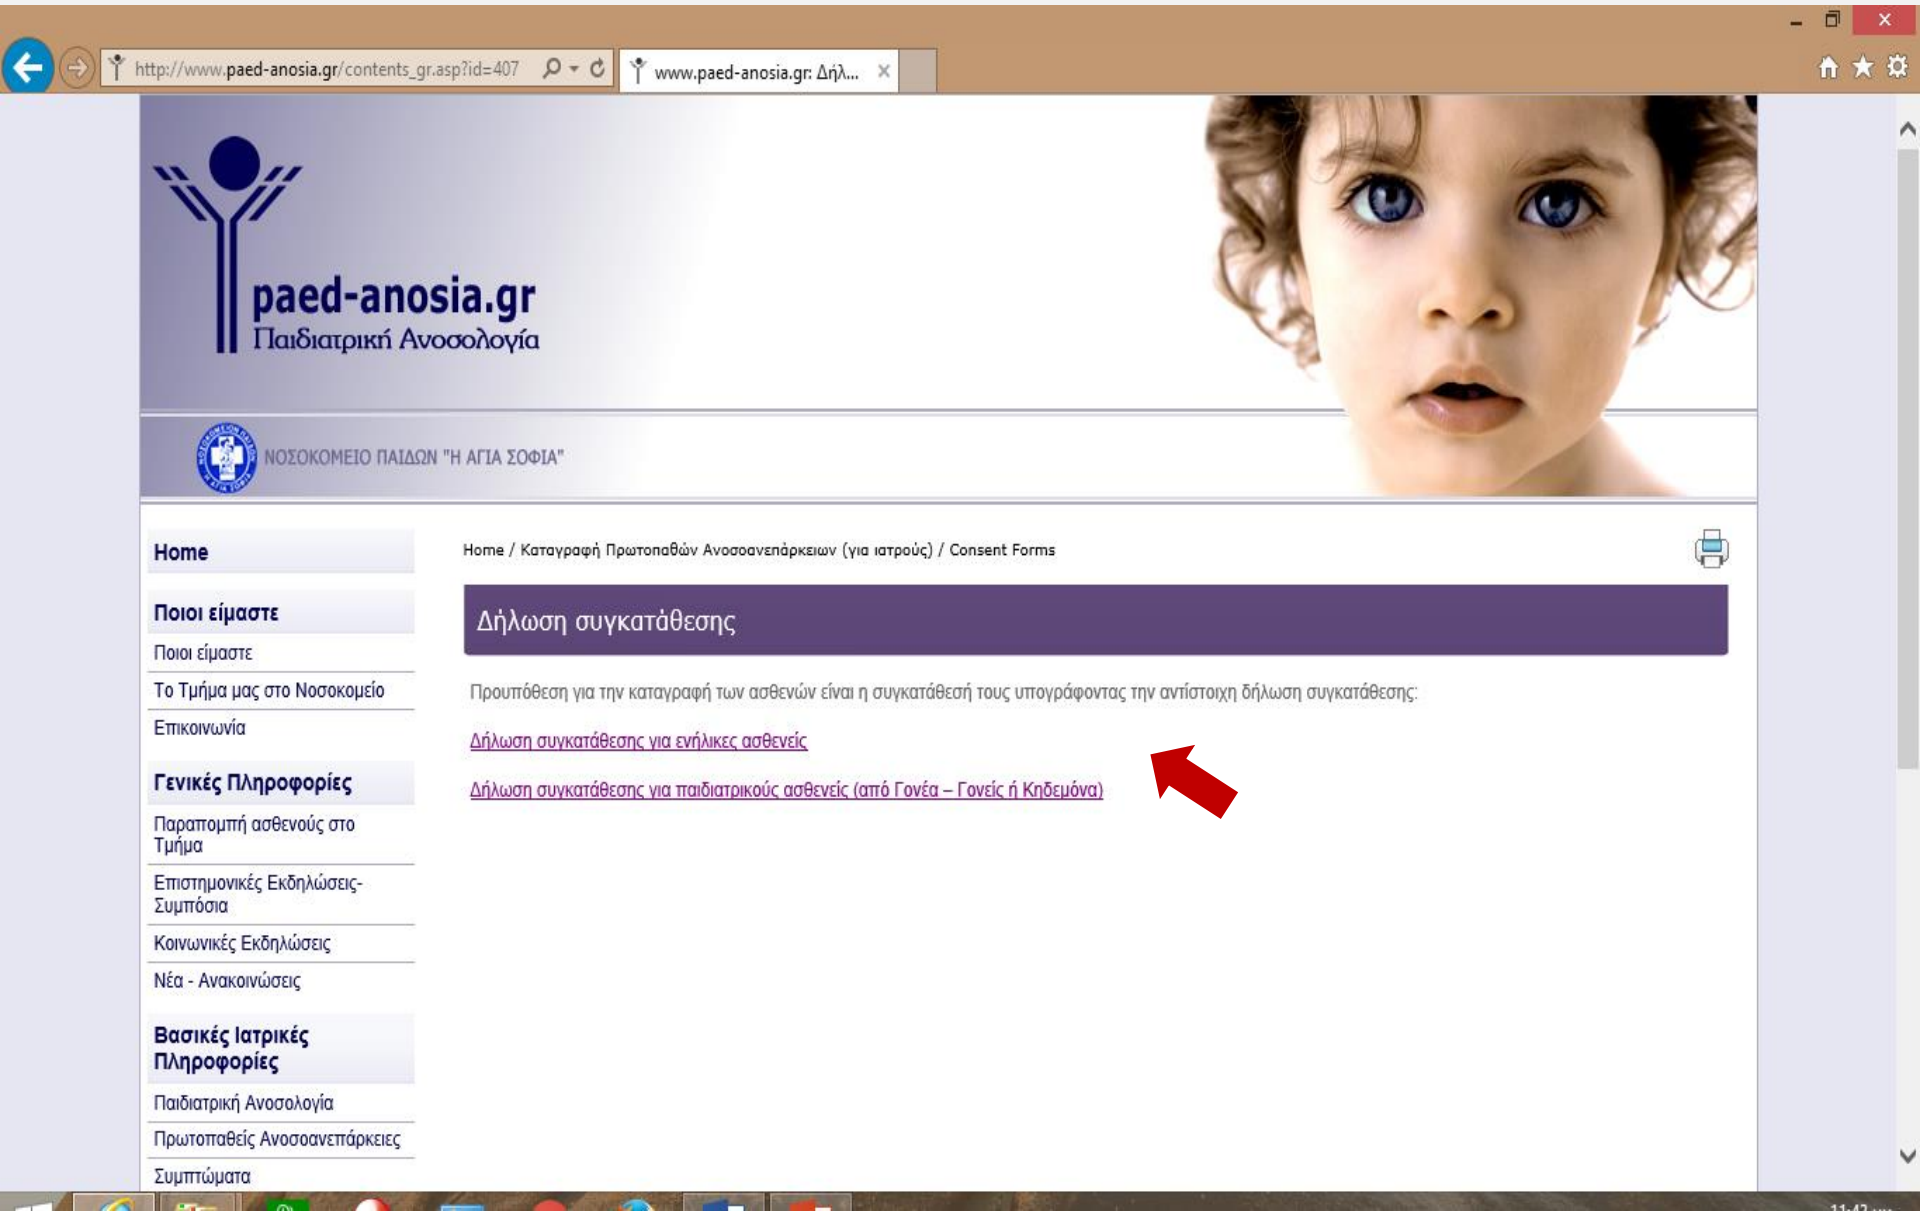 http://www.paed-anosia.gr/contents_gr.asp?id=407
www.paed-anosia.gr: Δήλ...
paed-anosia.gr
Παιδιατρική Ανοσολογία
ΝΟΣΟΚΟΜΕΙΟ ΠΑΙΔΩΝ "Η ΑΓΙΑ ΣΟΦΙΑ"
Home
Ποιοι είμαστε
Ποιοι είμαστε
Το Τμήμα μας στο Νοσοκομείο
Επικοινωνία
Γενικές Πληροφορίες
Παραπομπή ασθενούς στο
Τμήμα
Επιστημονικές Εκδηλώσεις-
Συμπόσια
Κοινωνικές Εκδηλώσεις
Νέα - Ανακοινώσεις
Βασικές Ιατρικές
Πληροφορίες
Παιδιατρική Ανοσολογία
Πρωτοπαθείς Ανοσοανεπάρκειες
Συμπτώματα
Home / Καταγραφή Πρωτοπαθών Ανοσοανεπάρκειων (για ιατρούς) / Consent Forms
Δήλωση συγκατάθεσης
Προυπόθεση για την καταγραφή των ασθενών είναι η συγκατάθεσή τους υπογράφοντας την αντίστοιχη δήλωση συγκατάθεσης:
Δήλωση συγκατάθεσης για ενήλικες ασθενείς
Δήλωση συγκατάθεσης για παιδιατρικούς ασθενείς (από Γονέα – Γονείς ή Κηδεμόνα)